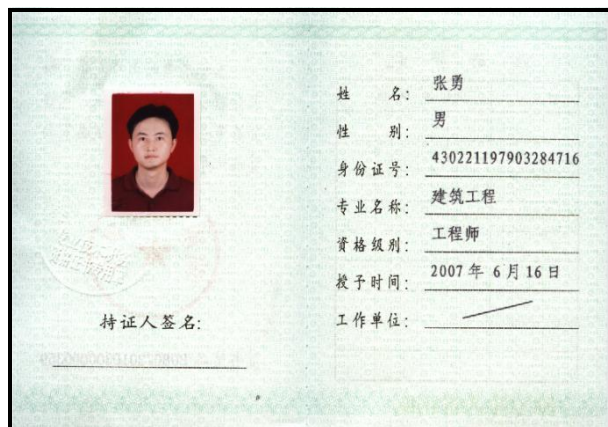 持证人签名:
姓 名: 张勇
性 别: 男
身份证号: 430221197903284716
专业名称: 建筑工程
资格级别: 工程师
授予时间: 2007 年 6 月 16 日
工作单位: